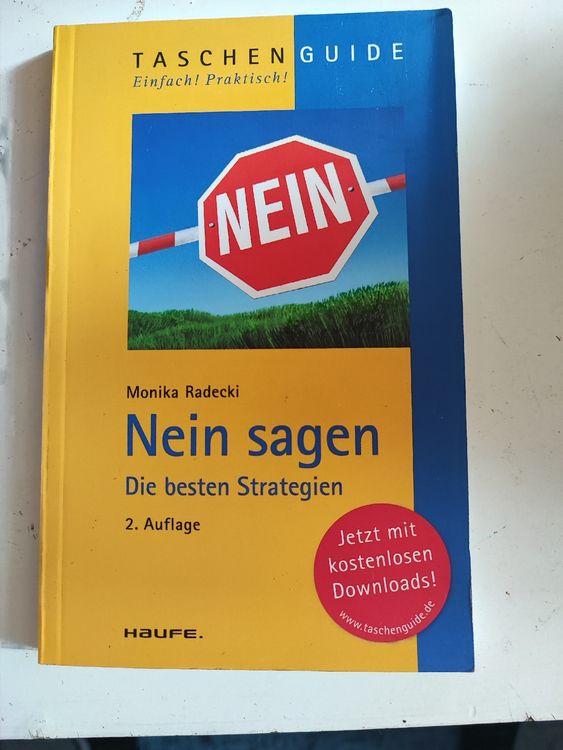 TASCHENGUIDE
Einfach! Praktisch!
NEIN
Monika Radecki
Nein sagen
Die besten Strategien
2. Auflage
Jetzt mit
kostenlosen
Downloads!
www.taschenguide.de
HAUFE.